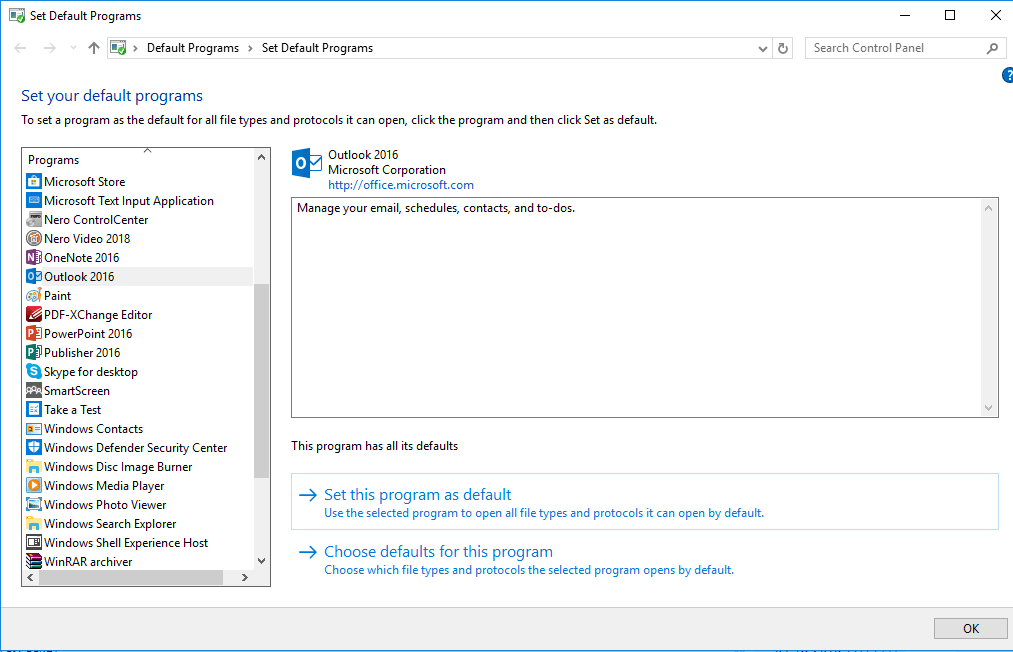 Set Default Programs
Default Programs > Set Default Programs
Search Control Panel
?
Set your default programs
To set a program as the default for all file types and protocols it can open, click the program and then click Set as default.
Programs
Microsoft Store
Microsoft Text Input Application
Nero ControlCenter
Nero Video 2018
OneNote 2016
Outlook 2016
Paint
PDF-XChange Editor
PowerPoint 2016
Publisher 2016
Skype for desktop
SmartScreen
Take a Test
Windows Contacts
Windows Defender Security Center
Windows Disc Image Burner
Windows Media Player
Windows Photo Viewer
Windows Search Explorer
Windows Shell Experience Host
WinRAR archiver
Outlook 2016
Microsoft Corporation
http://office.microsoft.com
Manage your email, schedules, contacts, and to-dos.
This program has all its defaults
Set this program as default
Use the selected program to open all file types and protocols it can open by default.
Choose defaults for this program
Choose which file types and protocols the selected program opens by default.
OK